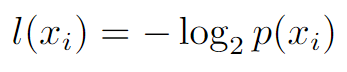 l(x_i) = − log_2 p(x_i)